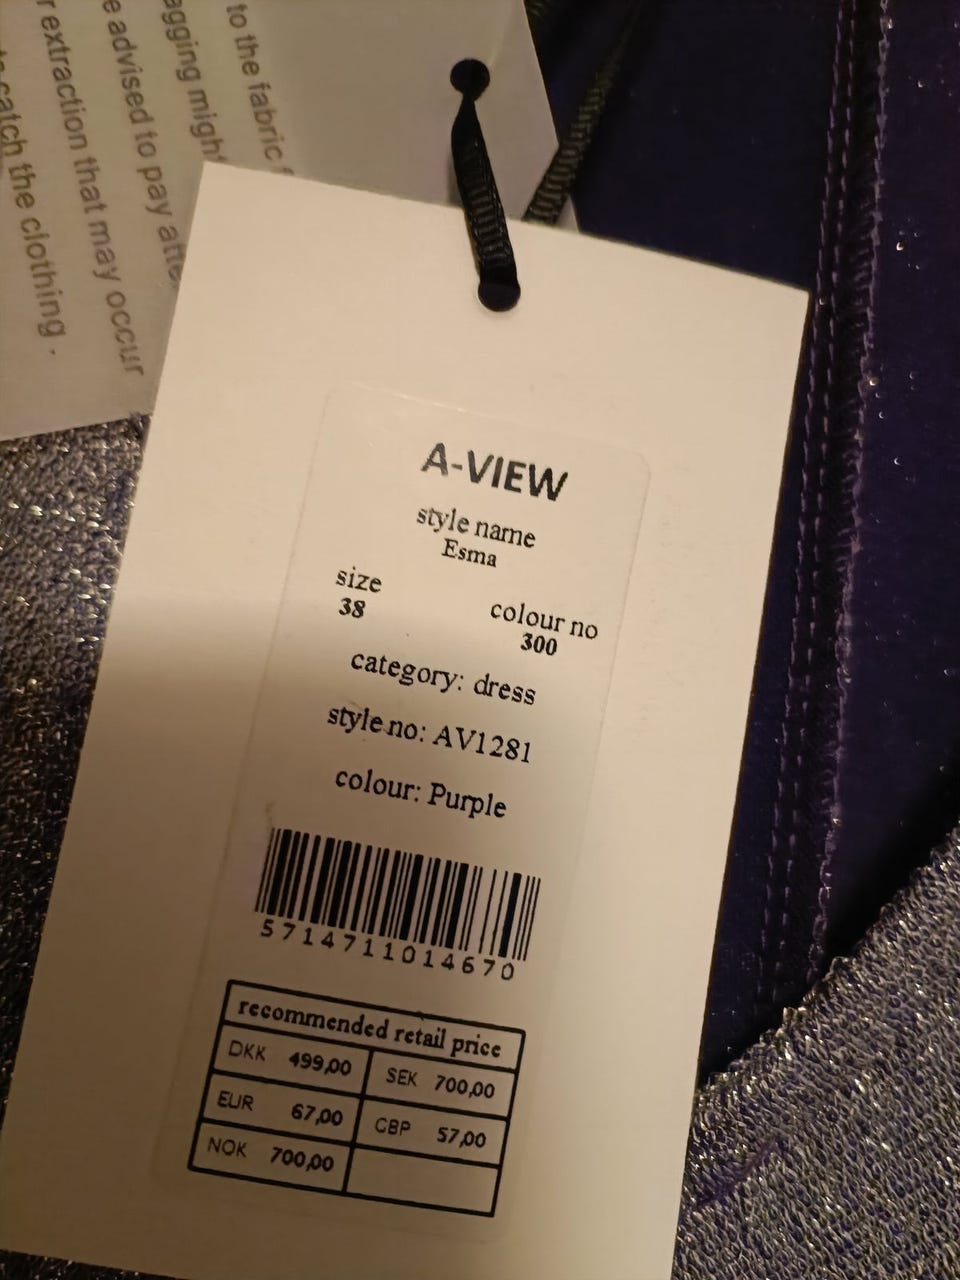 to the fabric
agging might
e advised to pay atte
r extraction that may occur
catch the clothing .
A-VIEW
style name
Esma
size
38
colour no
300
category: dress
style no: AV1281
colour: Purple
5714711014670
recommended retail price
DKK 499,00 SEK 700,00
EUR 67,00 GBP 57,00
NOK 700,00